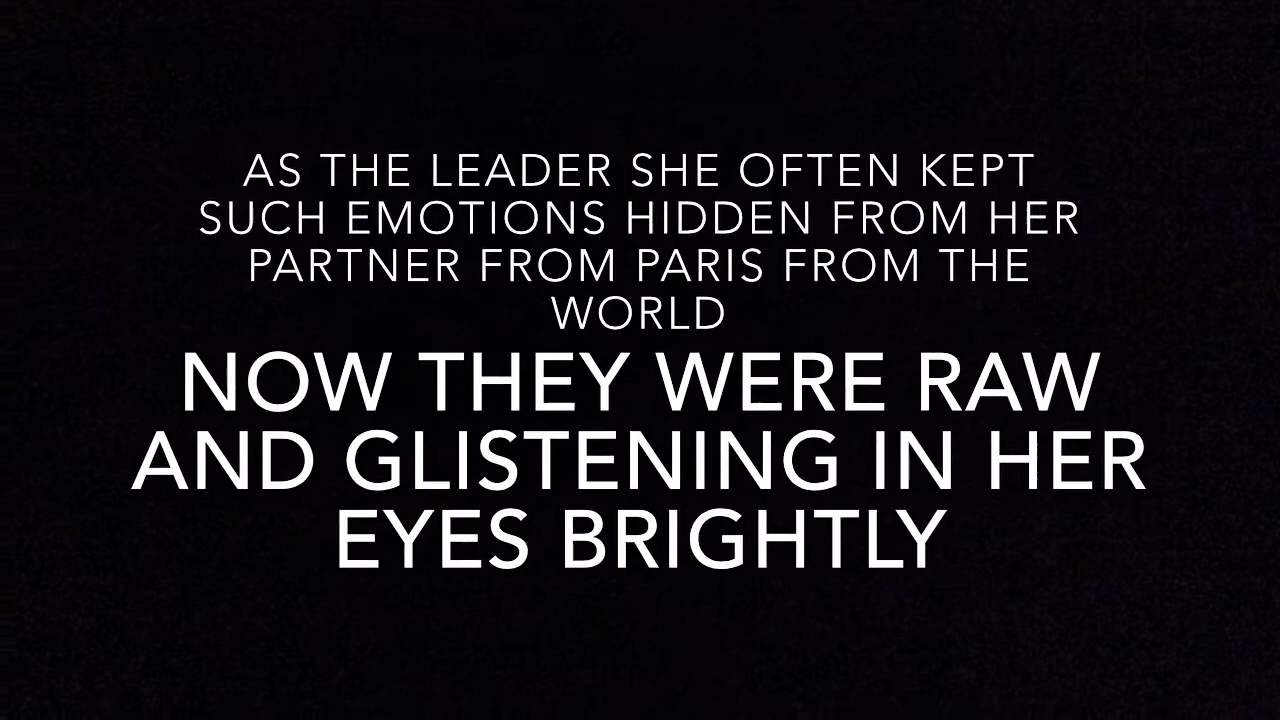 AS THE LEADER SHE OFTEN KEPT
SUCH EMOTIONS HIDDEN FROM HER
PARTNER FROM PARIS FROM THE
WORLD
NOW THEY WERE RAW
AND GLISTENING IN HER
EYES BRIGHTLY